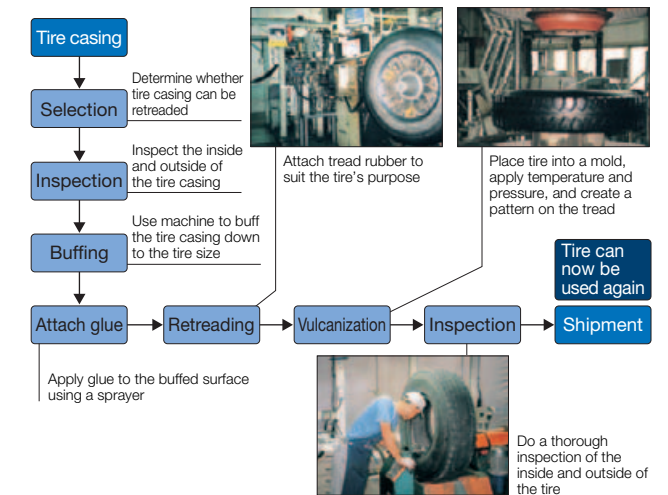 Tire casing
Selection
Determine whether
tire casing can be
retreaded
Inspection
Inspect the inside
and outside of
the tire casing
Buffing
Use machine to buff
the tire casing down
to the tire size
Attach glue
Apply glue to the buffed surface
using a sprayer
Retreading
Attach tread rubber to
suit the tire's purpose
Vulcanization
Place tire into a mold,
apply temperature and
pressure, and create a
pattern on the tread
Inspection
Do a thorough
inspection of the
inside and outside of
the tire
Shipment
Tire can
now be
used again